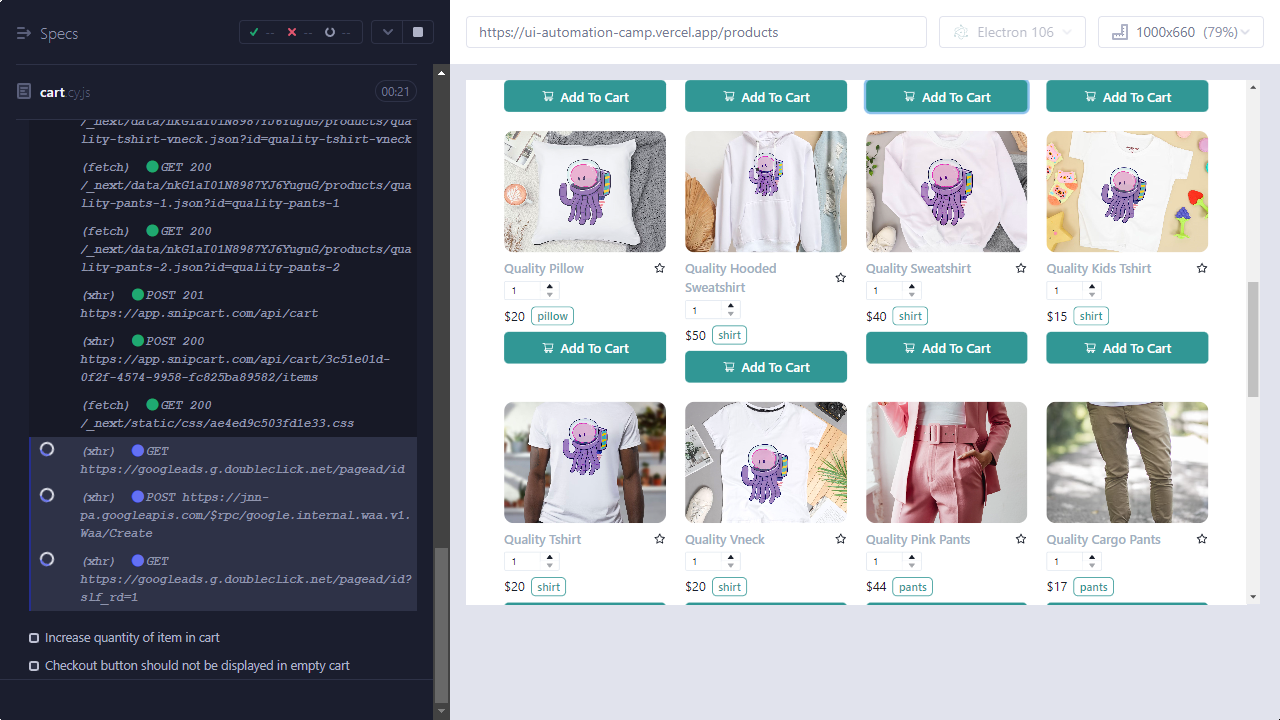 Specs
--
--
--
https://ui-automation-camp.vercel.app/products
Electron 106
1000x660 (79%)
cart.cy.js
00:21
/_next/data/nkG1aI01N8987YJ6YuguG/products/qua
lity-tshirt-vneck.json?id=quality-tshirt-vneck
(fetch) GET 200
/_next/data/nkG1aI01N8987YJ6YuguG/products/qua
lity-pants-1.json?id=quality-pants-1
(fetch) GET 200
/_next/data/nkG1aI01N8987YJ6YuguG/products/qua
lity-pants-2.json?id=quality-pants-2
(xhr) POST 201
https://app.snipcart.com/api/cart
(xhr) POST 200
https://app.snipcart.com/api/cart/3c51e01d-
0f2f-4574-9958-fc825ba89582/items
(fetch) GET 200
/_next/static/css/ae4ed9c503fd1e33.css
(xhr) GET
https://googleads.g.doubleclick.net/pagead/id
(xhr) POST https://jnn-
pa.googleapis.com/$rpc/google.internal.waa.v1.
Waa/Create
(xhr) GET
https://googleads.g.doubleclick.net/pagead/id?
slf_rd=1
Increase quantity of item in cart
Checkout button should not be displayed in empty cart
Add To Cart
Add To Cart
Add To Cart
Add To Cart
Quality Pillow
1
$20 pillow
Add To Cart
Quality Hooded
Sweatshirt
1
$50 shirt
Add To Cart
Quality Sweatshirt
1
$40 shirt
Add To Cart
Quality Kids Tshirt
1
$15 shirt
Add To Cart
Quality Tshirt
1
$20 shirt
Quality Vneck
1
$20 shirt
Quality Pink Pants
1
$44 pants
Quality Cargo Pants
1
$17 pants